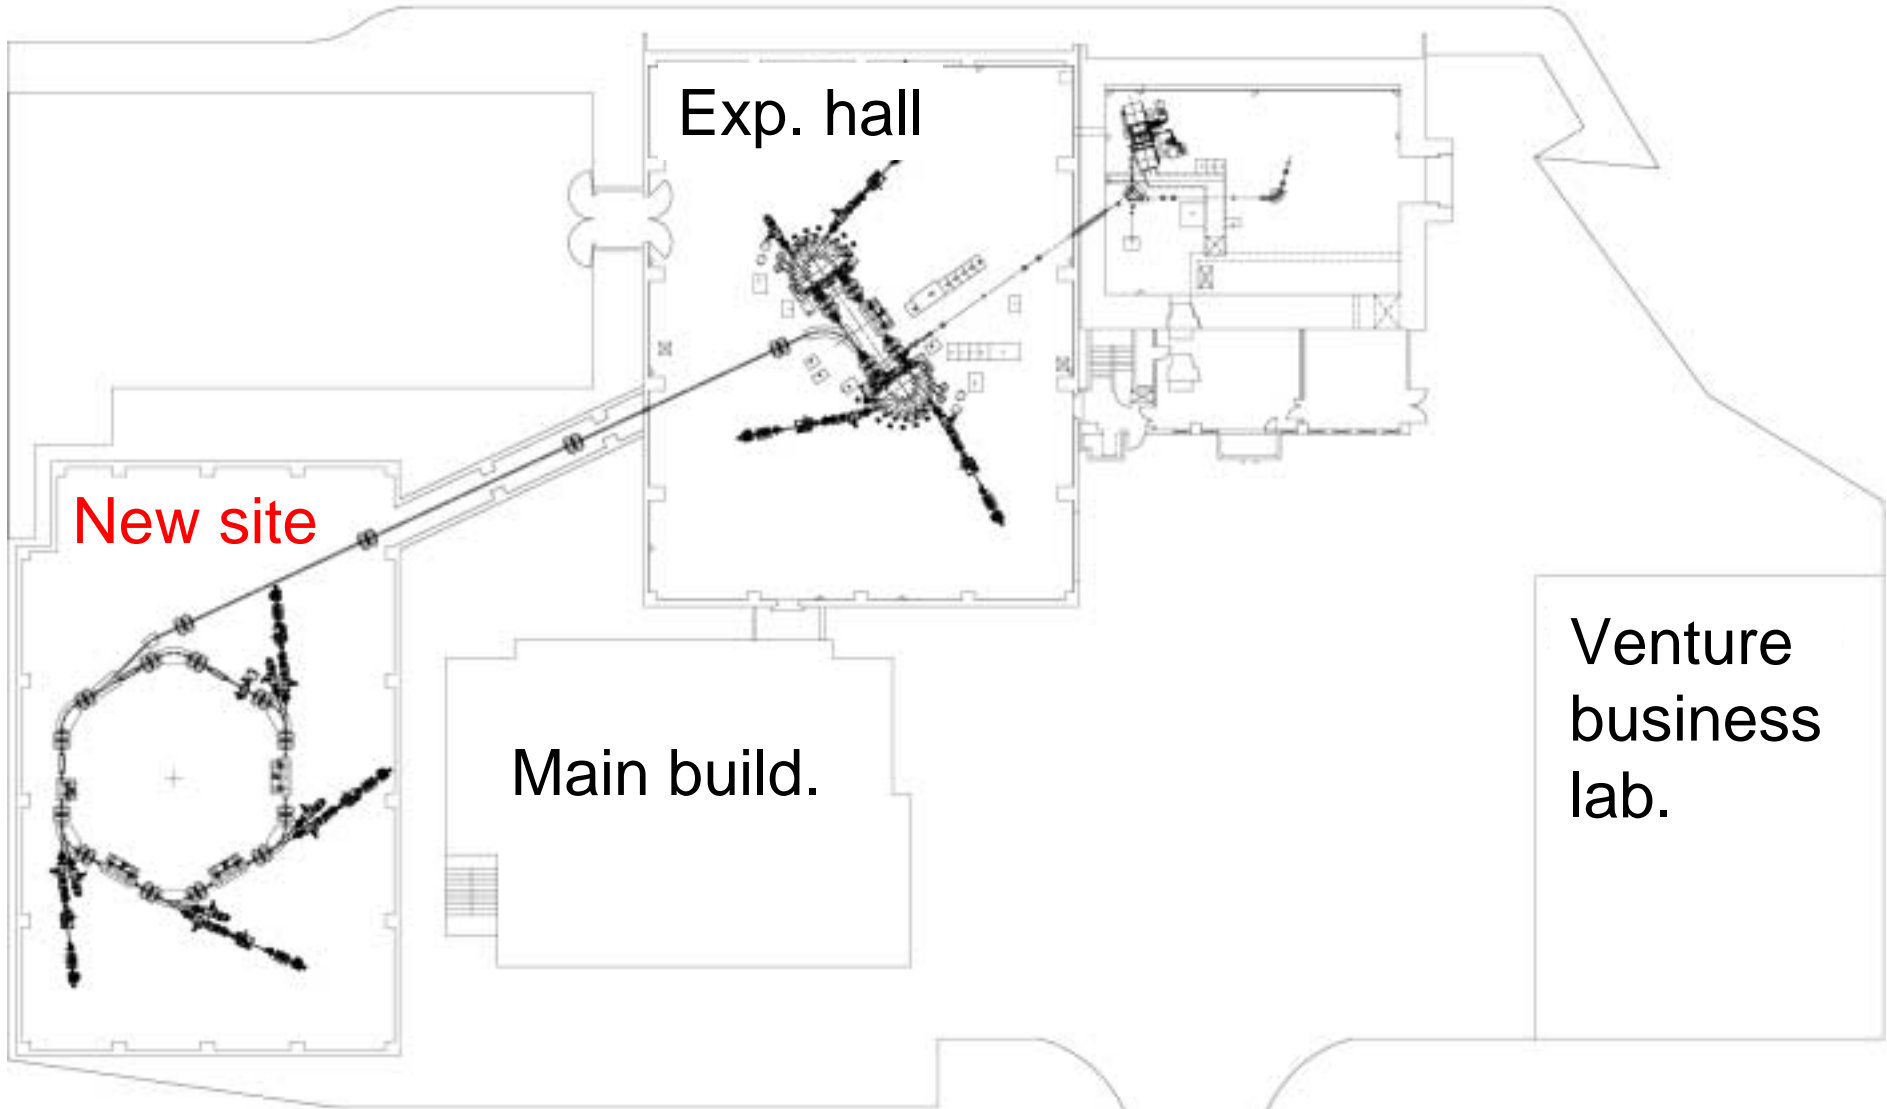 Exp. hall
New site
Main build.
Venture
business
lab.